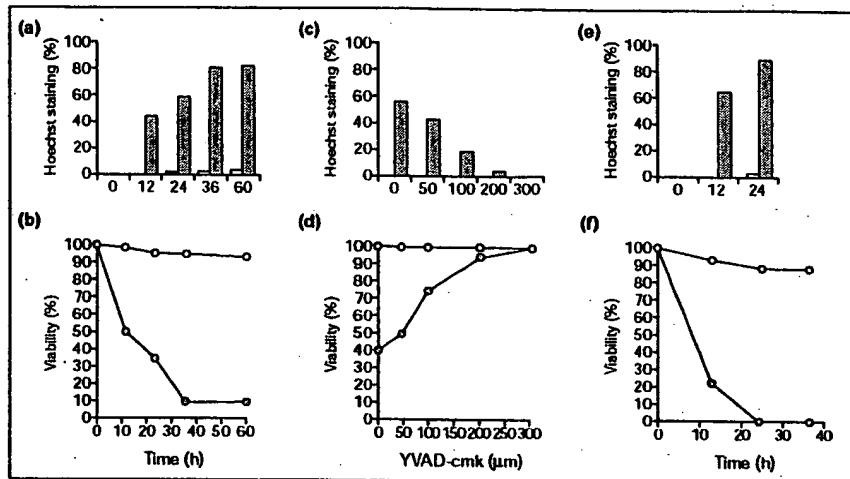 (a)
Hoechst staining (%)
100
80
60
40
20
0
0 12 24 36 60
(c)
Hoechst staining (%)
100
80
60
40
20
0
0 50 100 200 300
(e)
Hoechst staining (%)
100
80
60
40
20
0
0 12 24
(b)
Viability (%)
100
90
80
70
60
50
40
30
20
10
0
0 10 20 30 40 50 60
Time (h)
(d)
Viability (%)
100
90
80
70
60
50
40
30
20
10
0
0 50 100 150 200 250 300
YVAD-cmk (μm)
(f)
Viability (%)
100
90
80
70
60
50
40
30
20
10
0
0 10 20 30 40
Time (h)